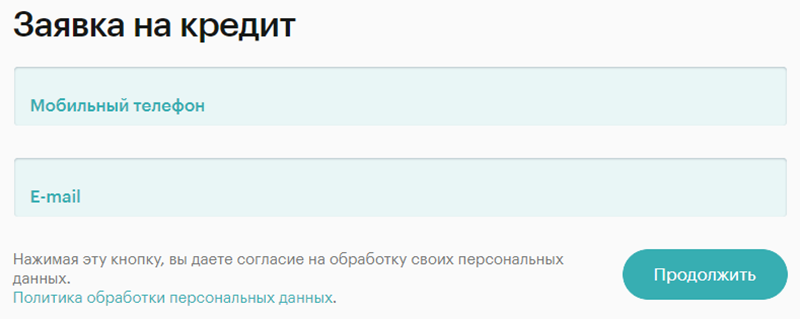 Заявка на кредит
Мобильный телефон
E-mail
Нажимая эту кнопку, вы даете согласие на обработку своих персональных
данных.
Политика обработки персональных данных.
Продолжить